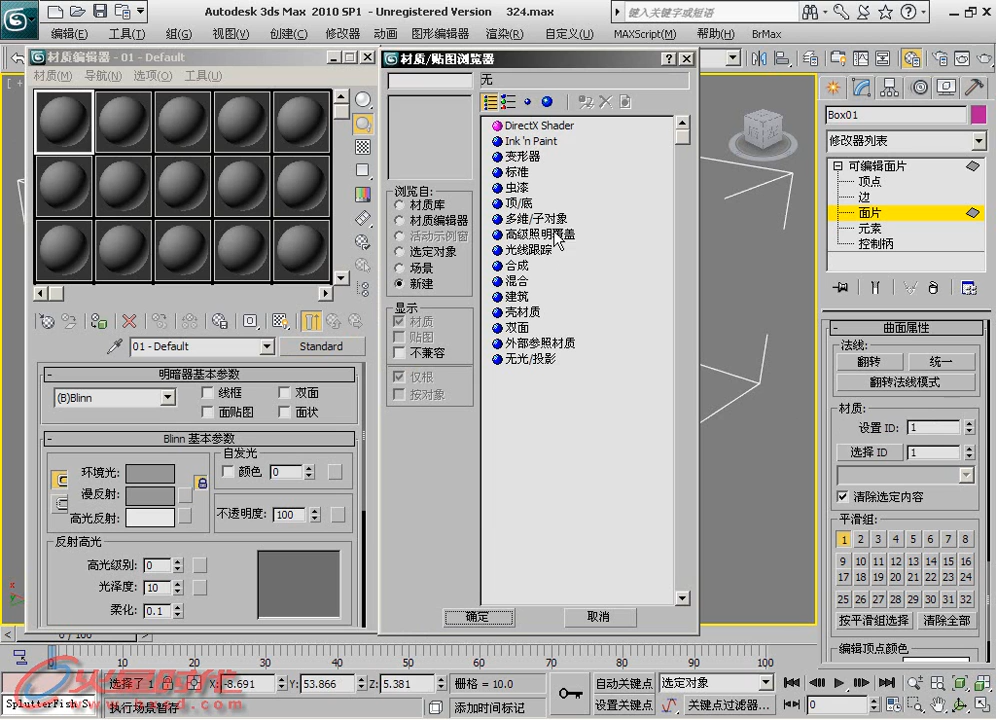 Autodesk 3ds Max 2010 SP1 - Unregistered Version 324.max
键入关键字或短语
编辑(E) 工具(T) 组(G) 视图(V) 创建(C) 修改器 动画 图形编辑器 渲染(R) 自定义(U) MAXScript(M) 帮助(H) BrMax
材质编辑器 - 01 - Default
材质(M) 导航(N) 选项(O) 工具(U)
01 - Default
Standard
明暗器基本参数
(B)Blinn
线框
双面
面贴图
面状
Blinn 基本参数
自发光
环境光:
颜色 0
漫反射:
高光反射:
不透明度: 100
反射高光
高光级别: 0
光泽度: 10
柔化: 0.1
材质/贴图浏览器
无
浏览自:
材质库
材质编辑器
活动示例窗
选定对象
场景
新建
显示
材质
贴图
不兼容
仅根
按对象
DirectX Shader
Ink 'n Paint
变形器
标准
虫漆
顶/底
多维/子对象
高级照明覆盖
光线跟踪
合成
混合
建筑
壳材质
双面
外部参照材质
无光/投影
确定
取消
Box01
修改器列表
可编辑面片
顶点
边
面片
元素
控制柄
曲面属性
法线:
翻转
统一
翻转法线模式
材质:
设置 ID: 1
选择 ID 1
清除选定内容
平滑组:
1 2 3 4 5 6 7 8
9 10 11 12 13 14 15 16
17 18 19 20 21 22 23 24
25 26 27 28 29 30 31 32
按平滑组选择 清除全部
编辑顶点颜色
0 / 100
10 20 30 40 50 60 70 80 90 100
选择了 1
X: -8.691
Y: 53.866
Z: 5.381
栅格 = 10.0
自动关键点
选定对象
执行场景暂存
添加时间标记
设置关键点
关键点过滤器...
0